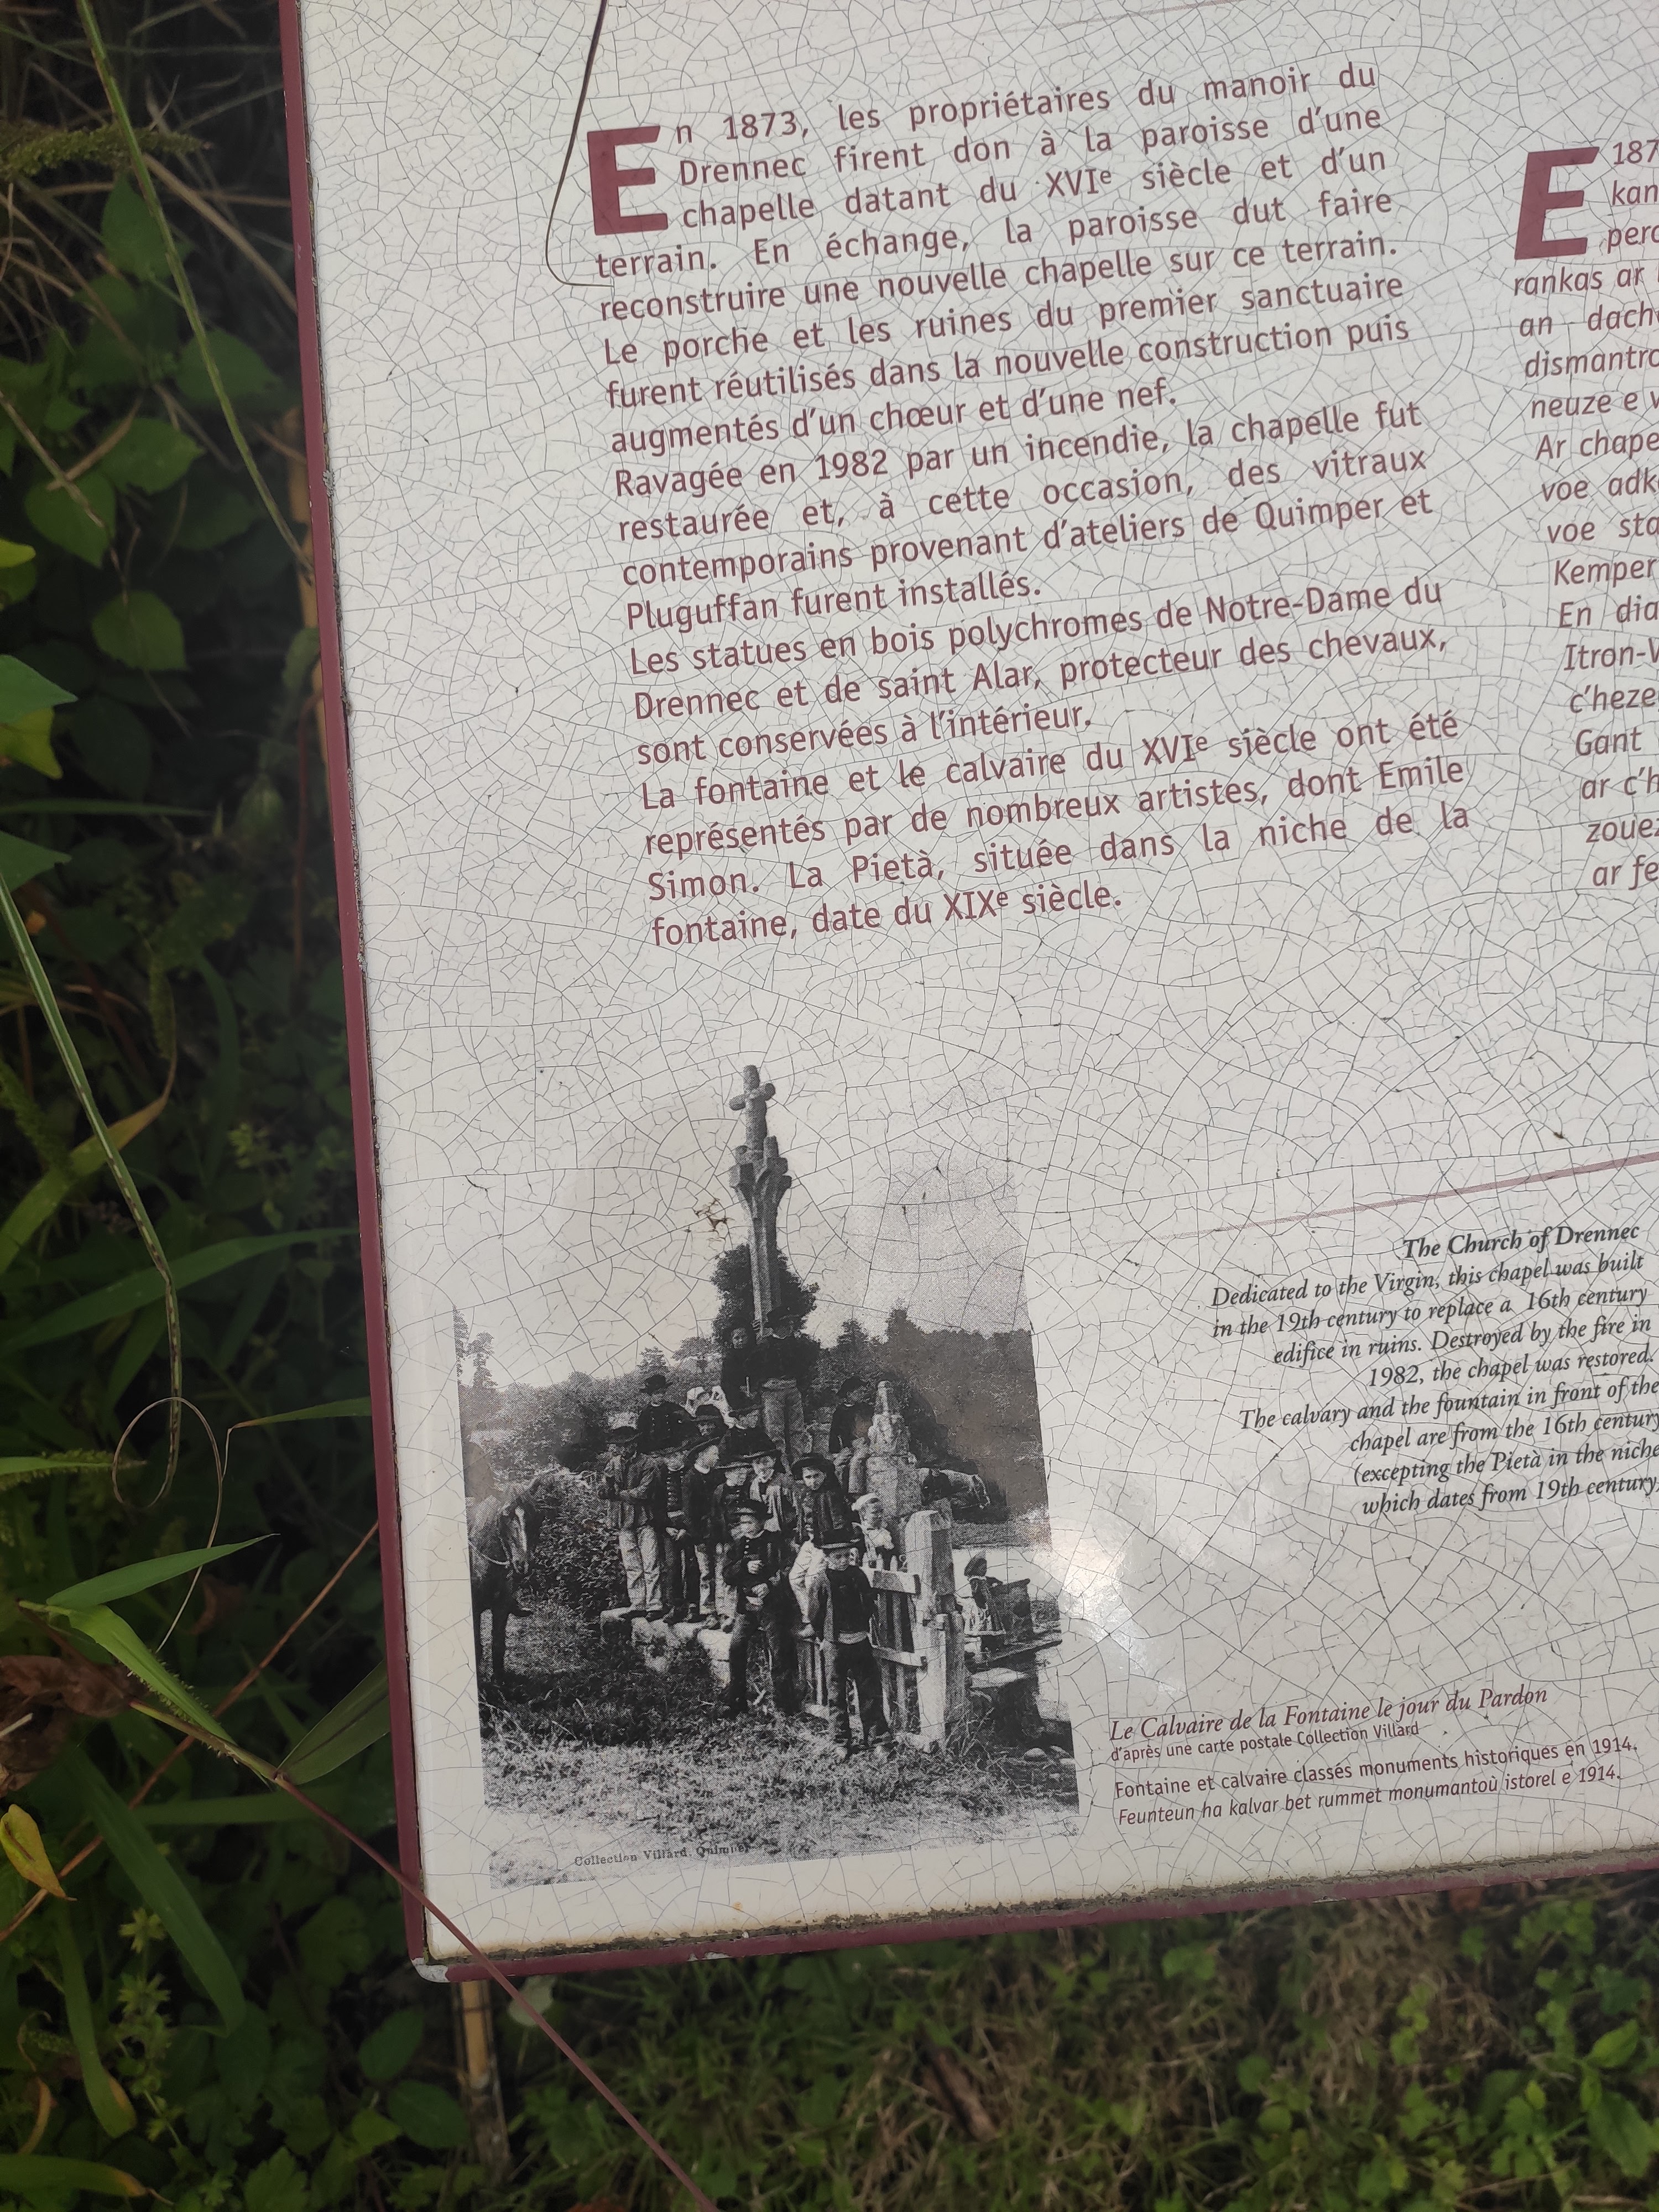 En 1873, les propriétaires du manoir du
Drennec firent don à la paroisse d'une
chapelle datant du XVIe siècle et d'un
terrain. En échange, la paroisse dut faire
reconstruire une nouvelle chapelle sur ce terrain.
Le porche et les ruines du premier sanctuaire
furent réutilisés dans la nouvelle construction puis
augmentés d'un chœur et d'une nef.
Ravagée en 1982 par un incendie, la chapelle fut
restaurée et, à cette occasion, des vitraux
contemporains provenant d'ateliers de Quimper et
Pluguffan furent installés.
Les statues en bois polychromes de Notre-Dame du
Drennec et de saint Alar, protecteur des chevaux,
sont conservées à l'intérieur.
La fontaine et le calvaire du XVIe siècle ont été
représentés par de nombreux artistes, dont Emile
Simon. La Pietà, située dans la niche de la
fontaine, date du XIXe siècle.
E 187
kan
perc
rankas ar
an dach
dismantro
neuze e
Ar chape
voe adk
voe sta
Kemper
En dia
Itron-V
c'heze
Gant
ar c'h
zouez
ar fe
The Church of Drennec
Dedicated to the Virgin, this chapel was built
in the 19th century to replace a 16th century
edifice in ruins. Destroyed by the fire in
1982, the chapel was restored.
The calvary and the fountain in front of the
chapel are from the 16th century
(excepting the Pietà in the niche
which dates from 19th century
Le Calvaire de la Fontaine le jour du Pardon
d'après une carte postale Collection Villard
Fontaine et calvaire classés monuments historiques en 1914.
Feunteun ha kalvar bet rummet monumantoù istorel e 1914.
Collection Villard, Quimper